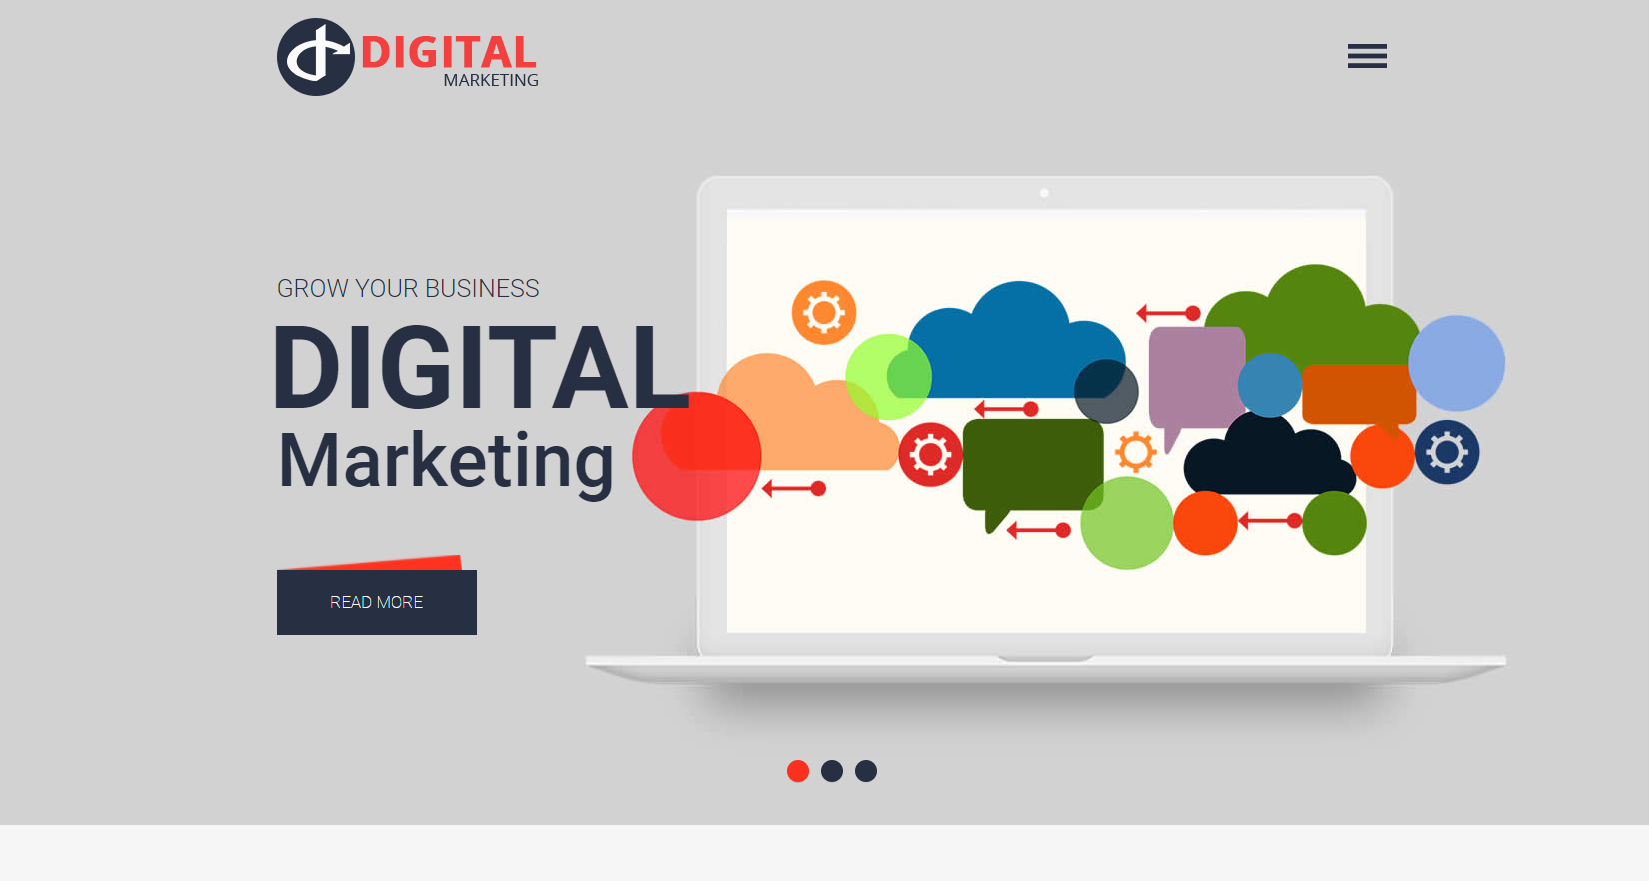 DIGITAL
MARKETING
GROW YOUR BUSINESS
DIGITAL
Marketing
READ MORE